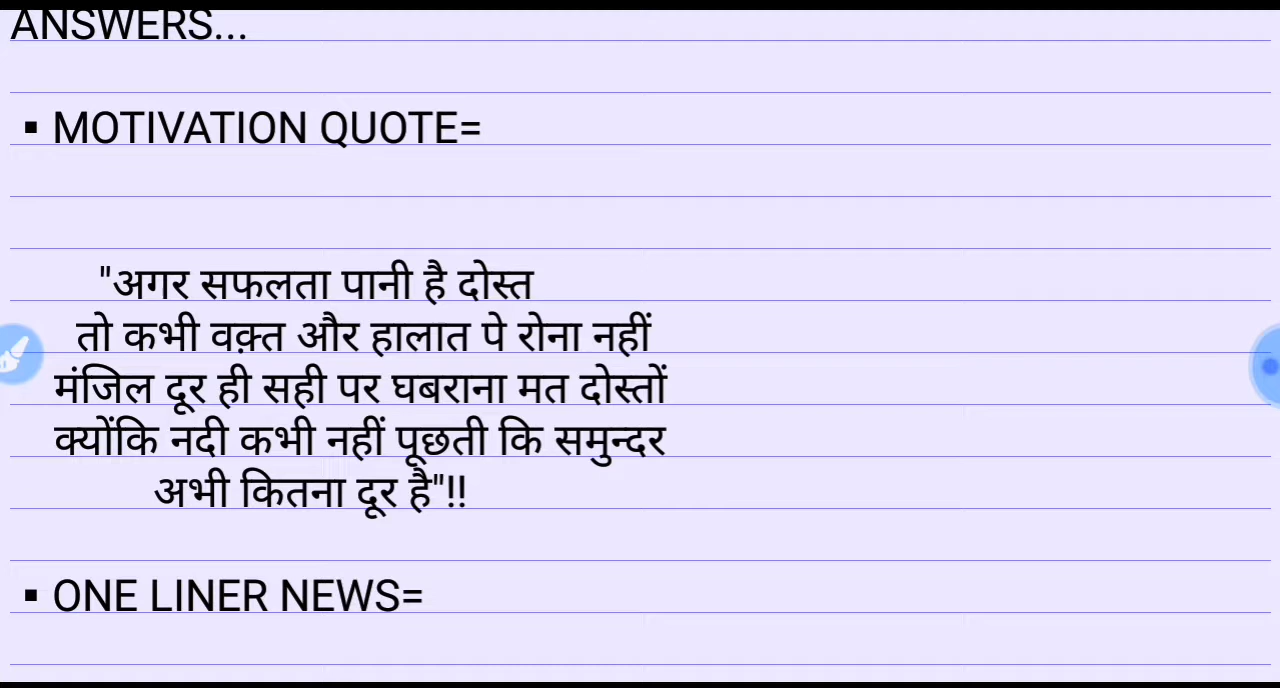 ANSWERS...
▪ MOTIVATION QUOTE=
"अगर सफलता पानी है दोस्त
तो कभी वक़्त और हालात पे रोना नहीं
मंजिल दूर ही सही पर घबराना मत दोस्तों
क्योंकि नदी कभी नहीं पूछती कि समुन्दर
अभी कितना दूर है"!!
▪ ONE LINER NEWS=